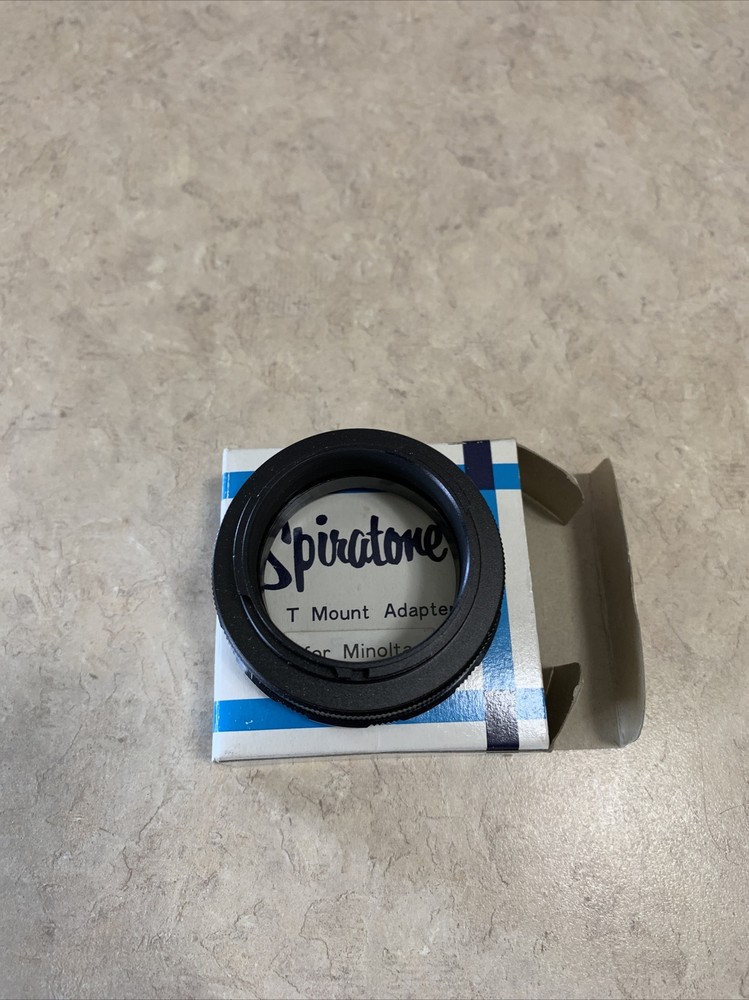 Spiratone
T Mount Adapter
for Minolta